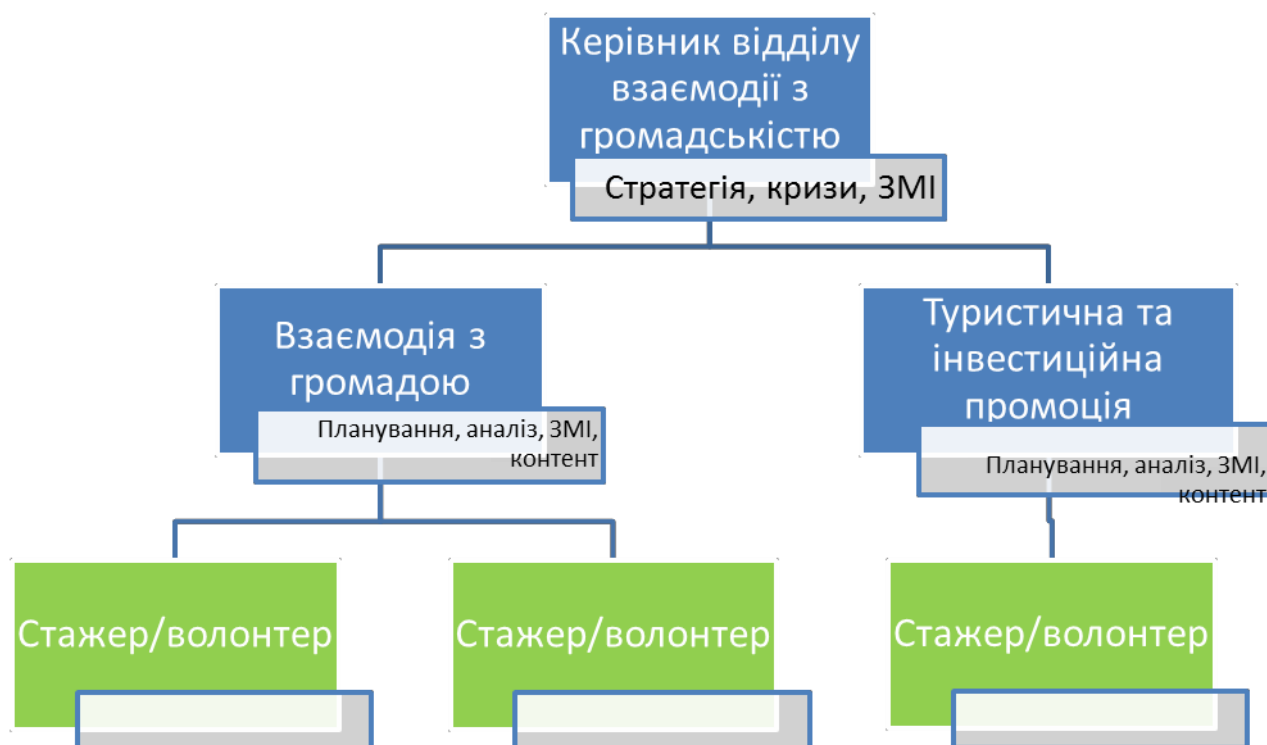 Керівник відділу
взаємодії з
громадськістю
Стратегія, кризи, ЗМІ
Взаємодія з
громадою
Планування, аналіз, ЗМІ,
контент
Туристична та
інвестиційна
промоція
Планування, аналіз, ЗМІ,
контент
Стажер/волонтер
Стажер/волонтер
Стажер/волонтер